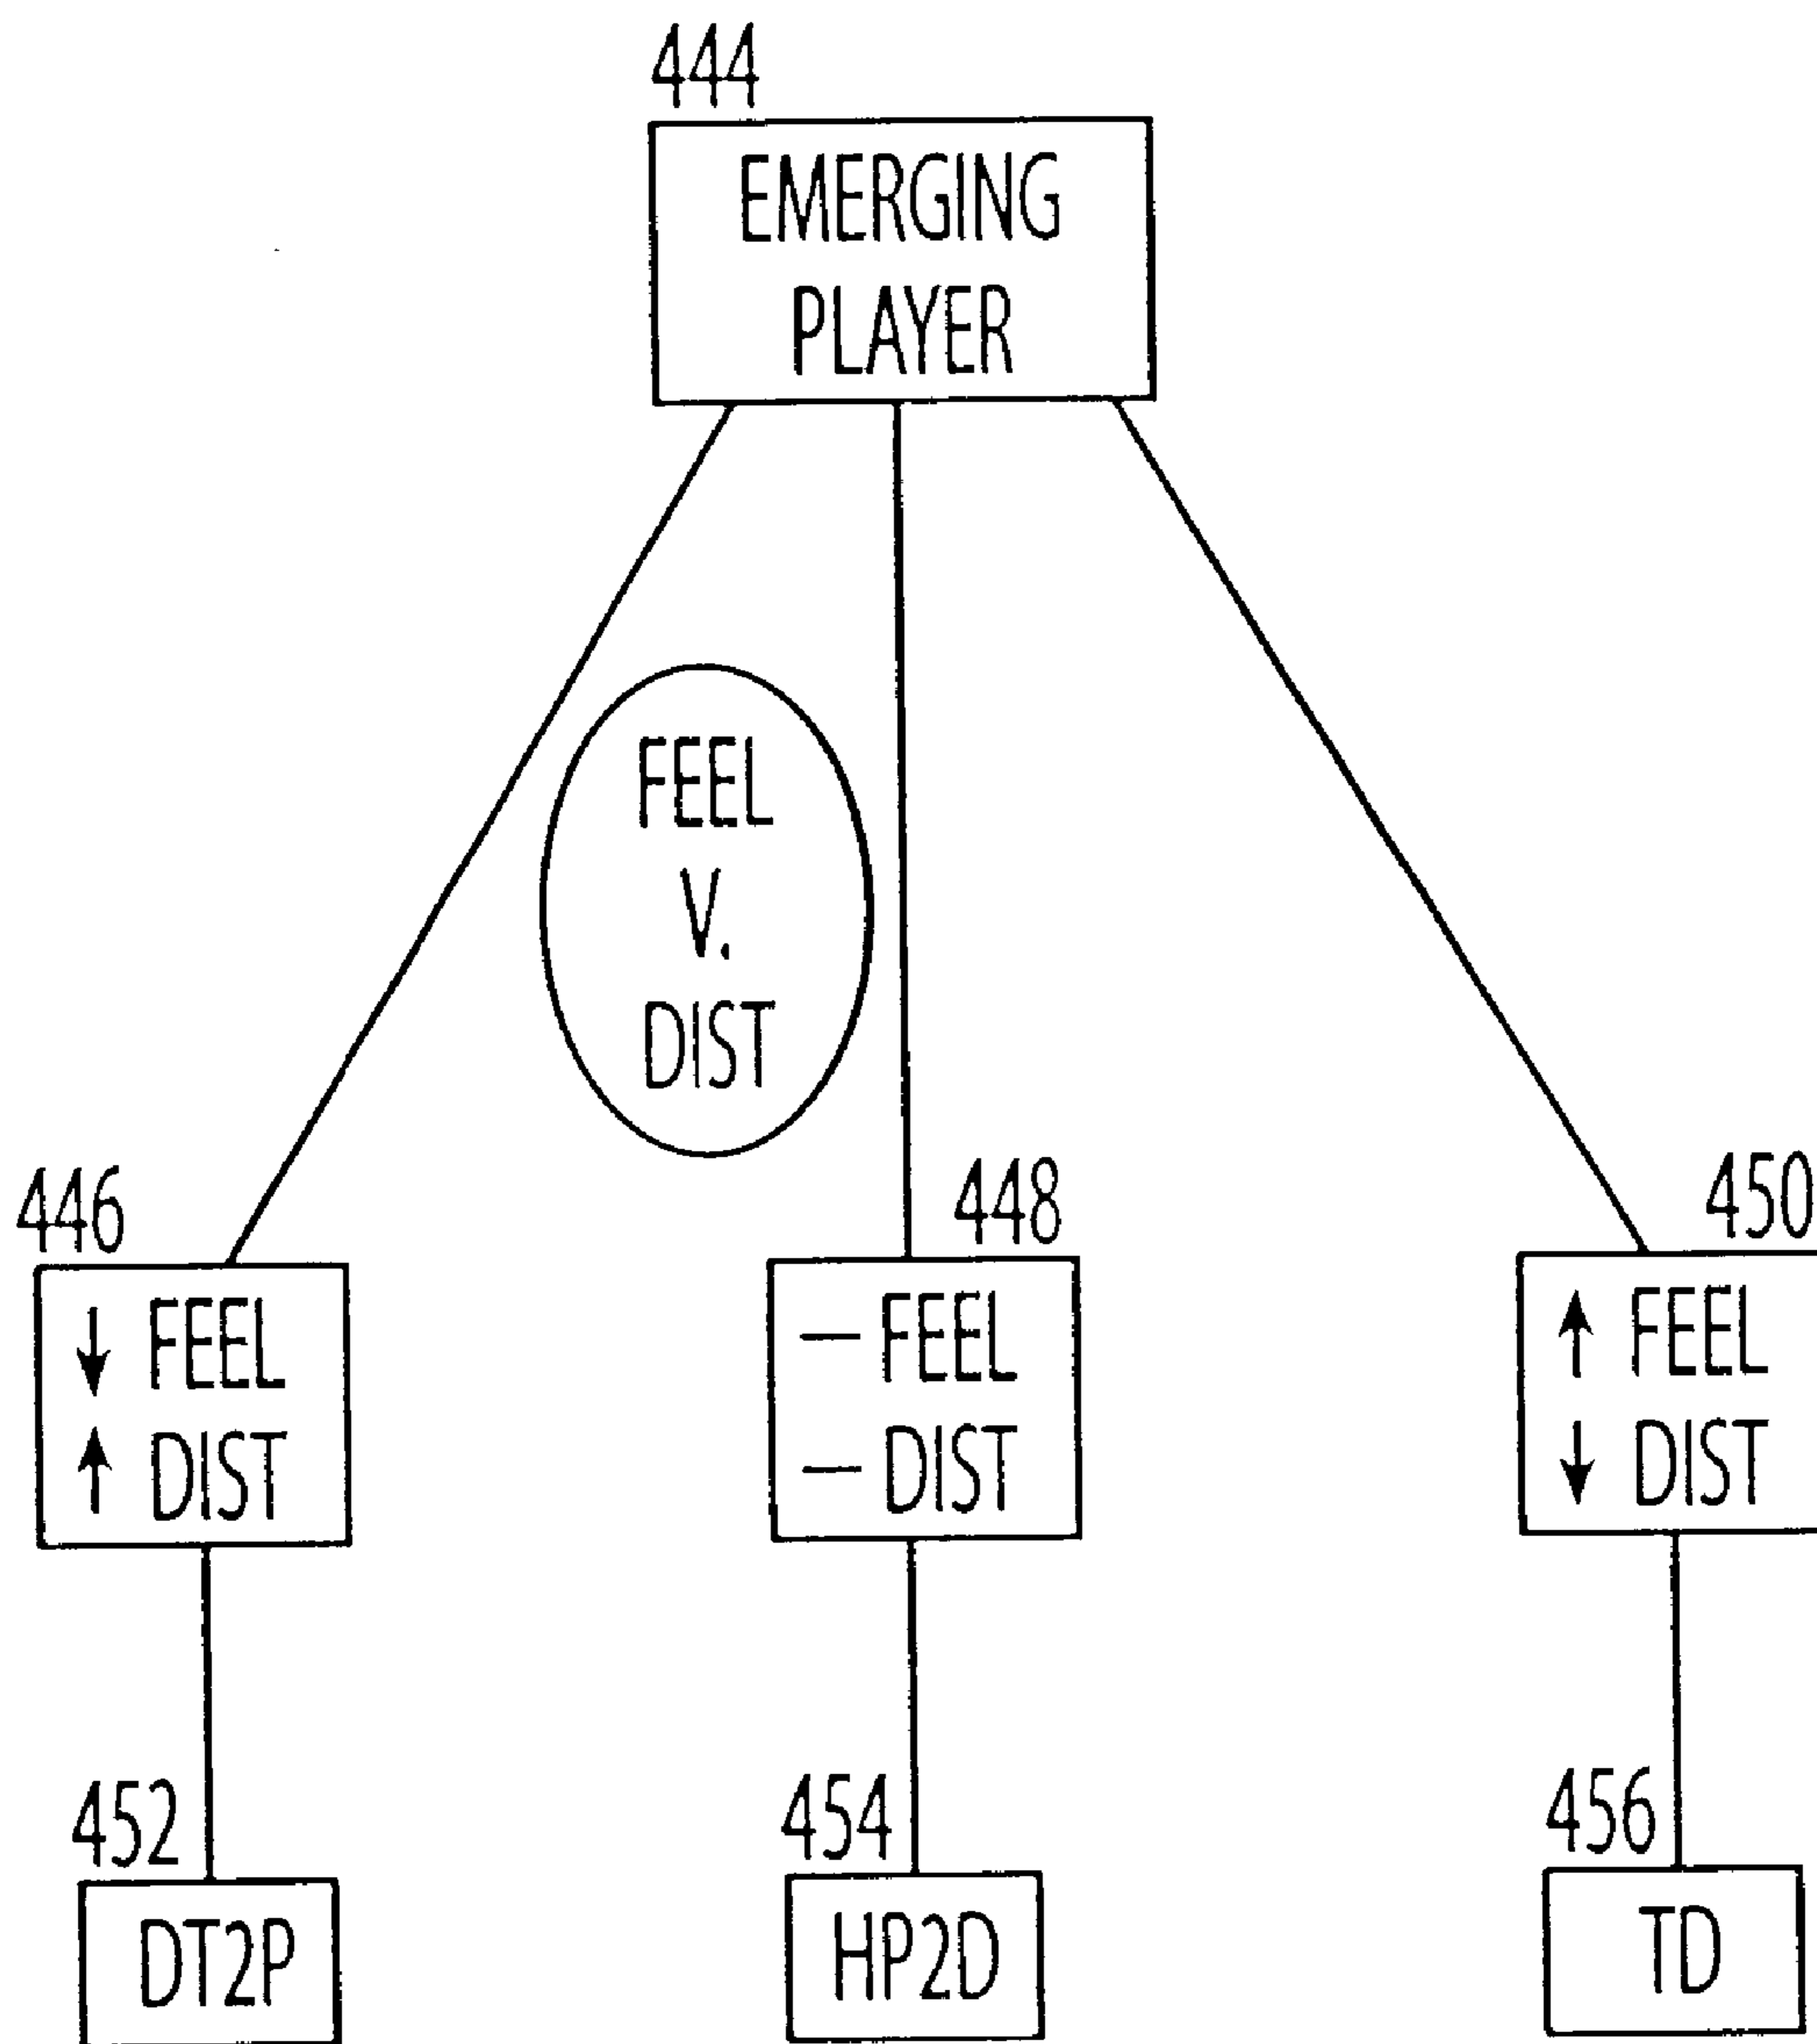 444
EMERGING
PLAYER
FEEL
V.
DIST
446
↓ FEEL
↑ DIST
448
— FEEL
— DIST
450
↑ FEEL
↓ DIST
452
DT2P
454
HP2D
456
TD